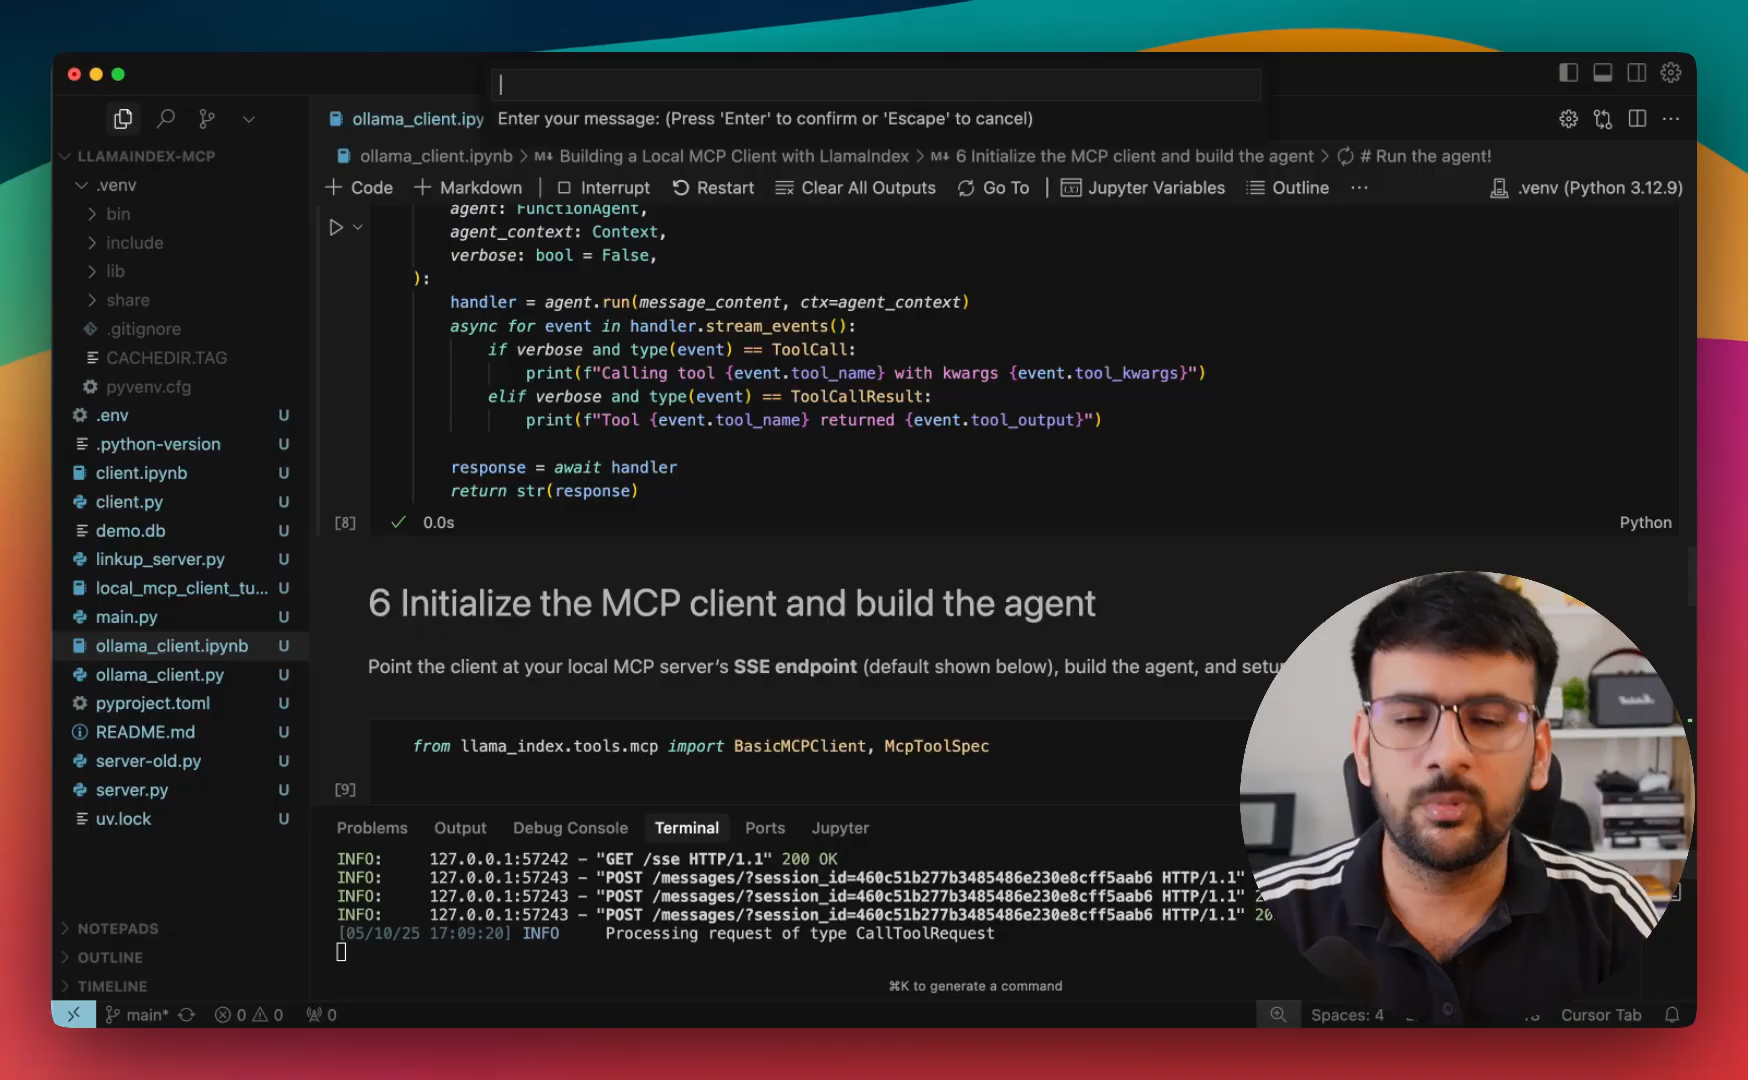 ollama_client.ipy
Enter your message: (Press 'Enter' to confirm or 'Escape' to cancel)
ollama_client.ipynb > M↓ Building a Local MCP Client with LlamaIndex > M↓ 6 Initialize the MCP client and build the agent > # Run the agent!
+ Code + Markdown | Interrupt Restart Clear All Outputs Go To | Jupyter Variables Outline ... .venv (Python 3.12.9)
LLAMAINDEX-MCP
.venv
bin
include
lib
share
.gitignore
CACHEDIR.TAG
pyvenv.cfg
.env U
.python-version U
client.ipynb U
client.py U
demo.db U
linkup_server.py U
local_mcp_client_tu... U
main.py U
ollama_client.ipynb U
ollama_client.py U
pyproject.toml U
README.md U
server-old.py U
server.py U
uv.lock U
NOTEPADS
OUTLINE
TIMELINE
agent: FunctionAgent,
agent_context: Context,
verbose: bool = False,
):
handler = agent.run(message_content, ctx=agent_context)
async for event in handler.stream_events():
if verbose and type(event) == ToolCall:
print(f"Calling tool {event.tool_name} with kwargs {event.tool_kwargs}")
elif verbose and type(event) == ToolCallResult:
print(f"Tool {event.tool_name} returned {event.tool_output}")
response = await handler
return str(response)
[8] 0.0s Python
6 Initialize the MCP client and build the agent
Point the client at your local MCP server's SSE endpoint (default shown below), build the agent, and setu
from llama_index.tools.mcp import BasicMCPClient, McpToolSpec
[9]
Problems Output Debug Console Terminal Ports Jupyter
INFO: 127.0.0.1:57242 – "GET /sse HTTP/1.1" 200 OK
INFO: 127.0.0.1:57243 – "POST /messages/?session_id=460c51b277b3485486e230e8cff5aab6 HTTP/1.1"
INFO: 127.0.0.1:57243 – "POST /messages/?session_id=460c51b277b3485486e230e8cff5aab6 HTTP/1.1" 2
INFO: 127.0.0.1:57243 – "POST /messages/?session_id=460c51b277b3485486e230e8cff5aab6 HTTP/1.1" 20
[05/10/25 17:09:20] INFO Processing request of type CallToolRequest
⌘K to generate a command
main* 0 0 0 Spaces: 4 Cursor Tab